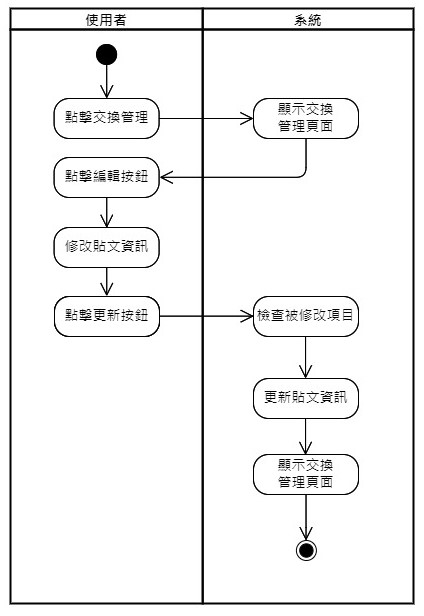 使用者
系統
點擊交換管理
顯示交換
管理頁面
點擊編輯按鈕
修改貼文資訊
點擊更新按鈕
檢查被修改項目
更新貼文資訊
顯示交換
管理頁面